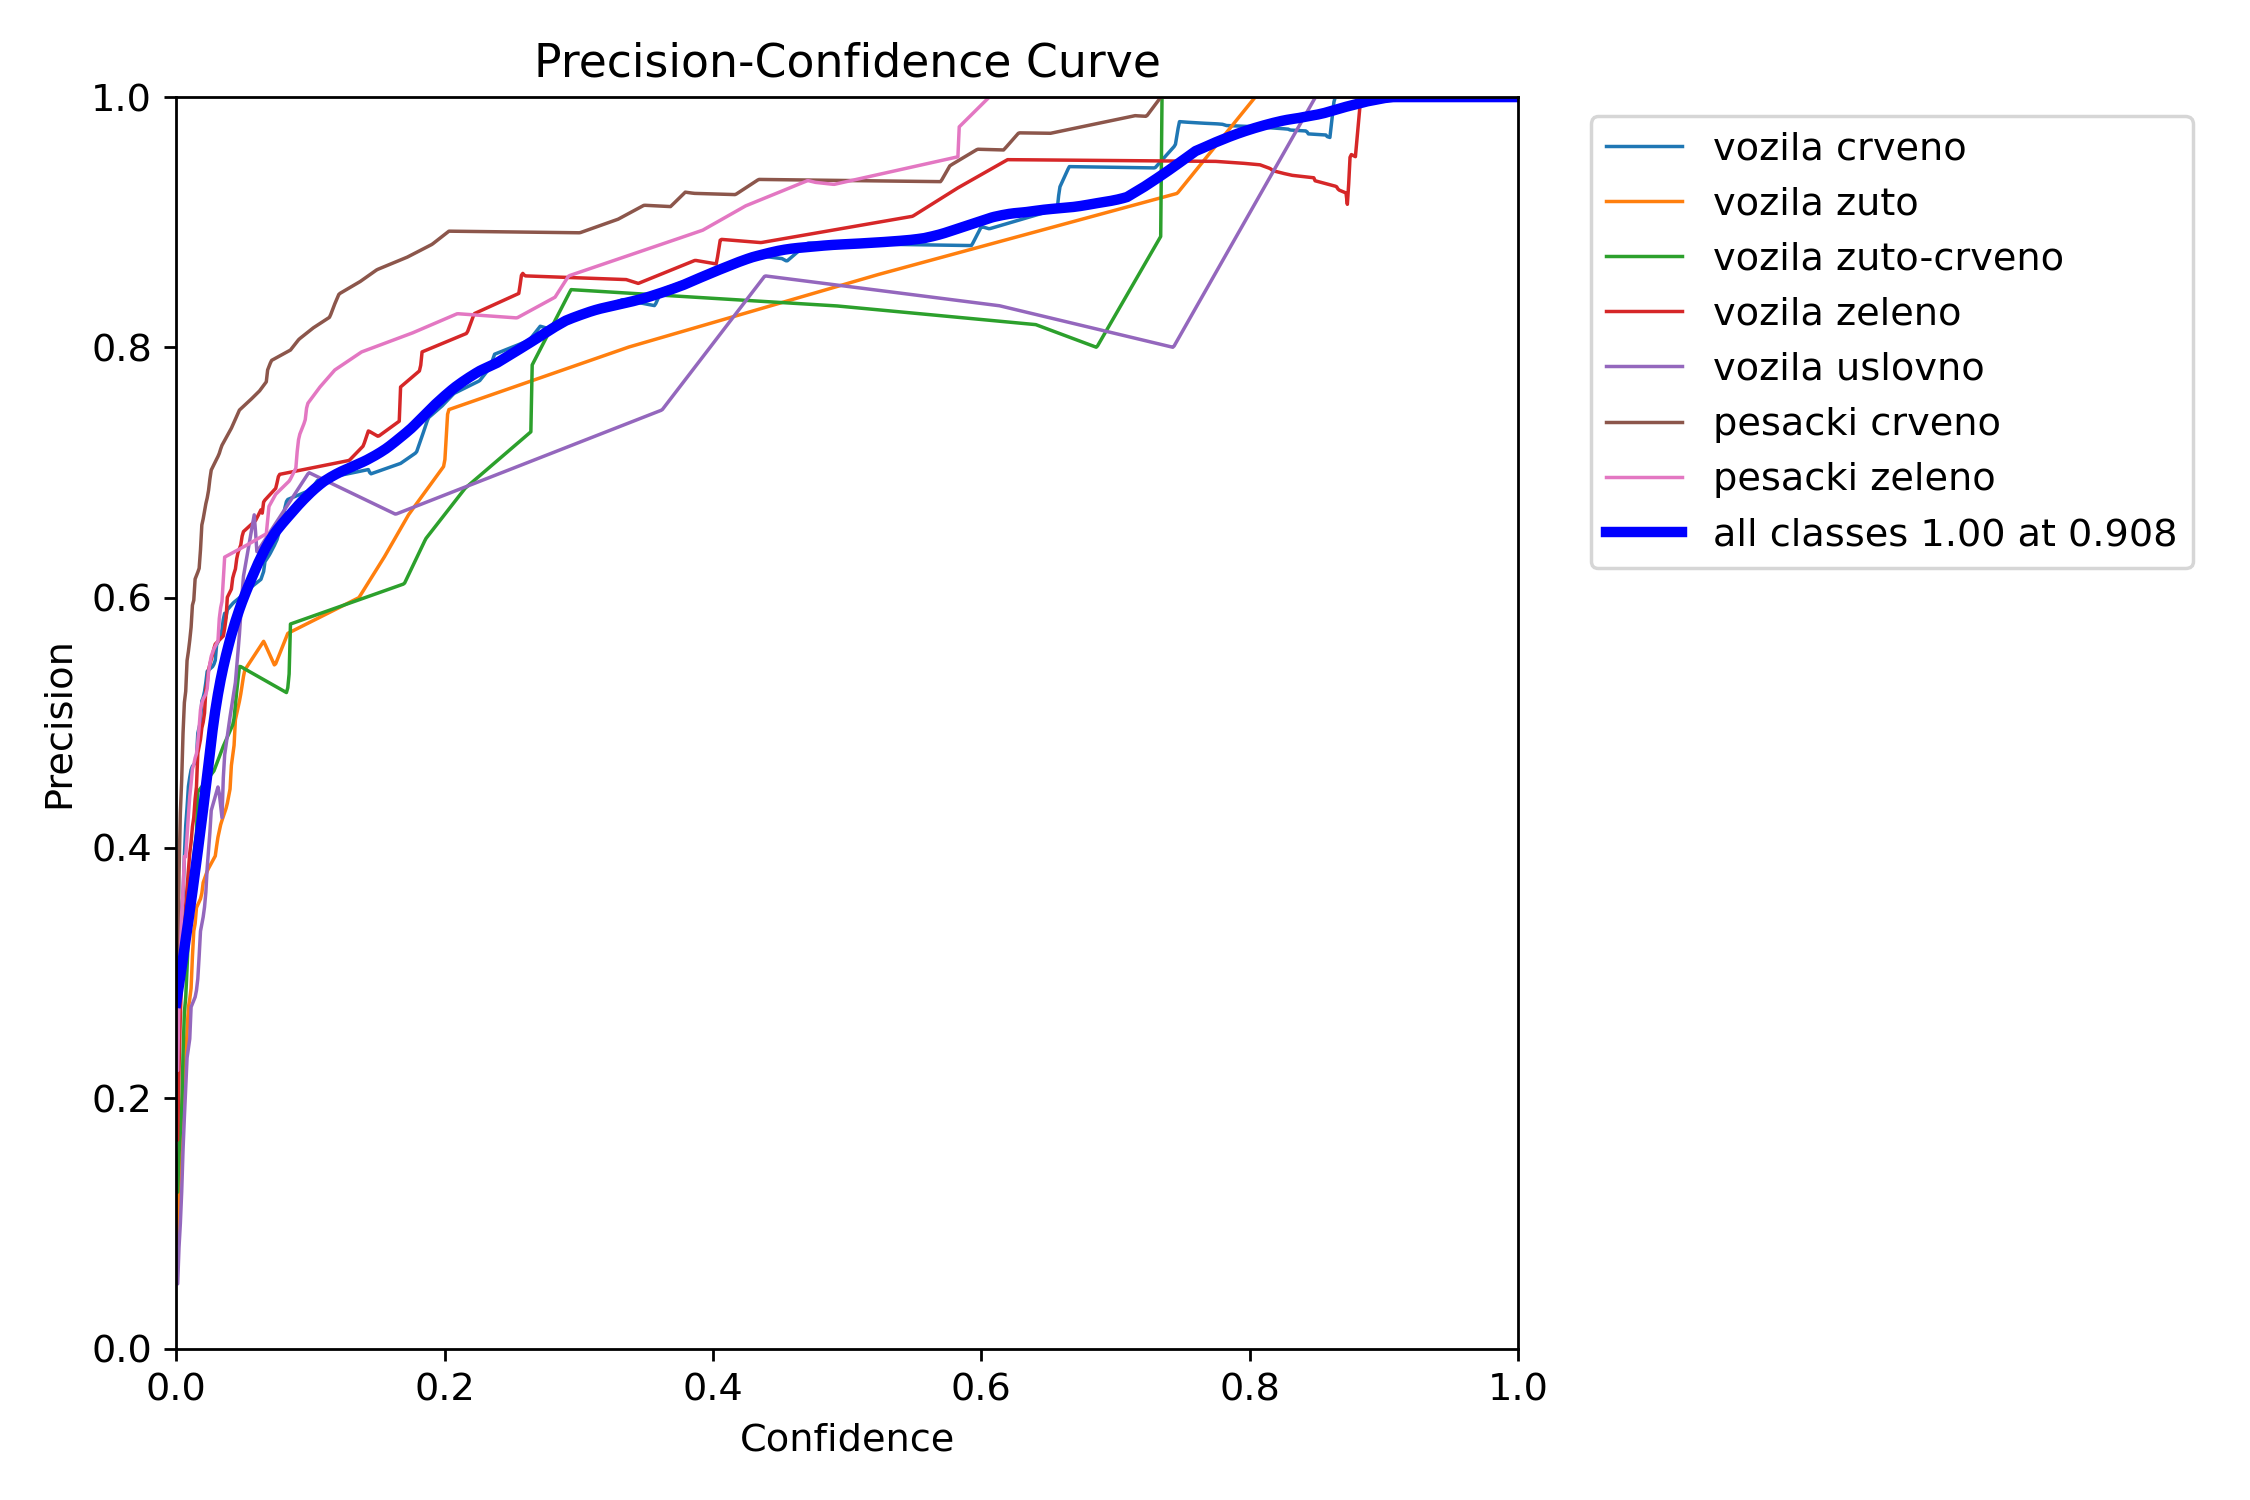 Precision-Confidence Curve
1.0
0.8
0.6
0.4
0.2
0.0
Precision
0.0 0.2 0.4 0.6 0.8 1.0
Confidence
vozila crveno
vozila zuto
vozila zuto-crveno
vozila zeleno
vozila uslovno
pesacki crveno
pesacki zeleno
all classes 1.00 at 0.908